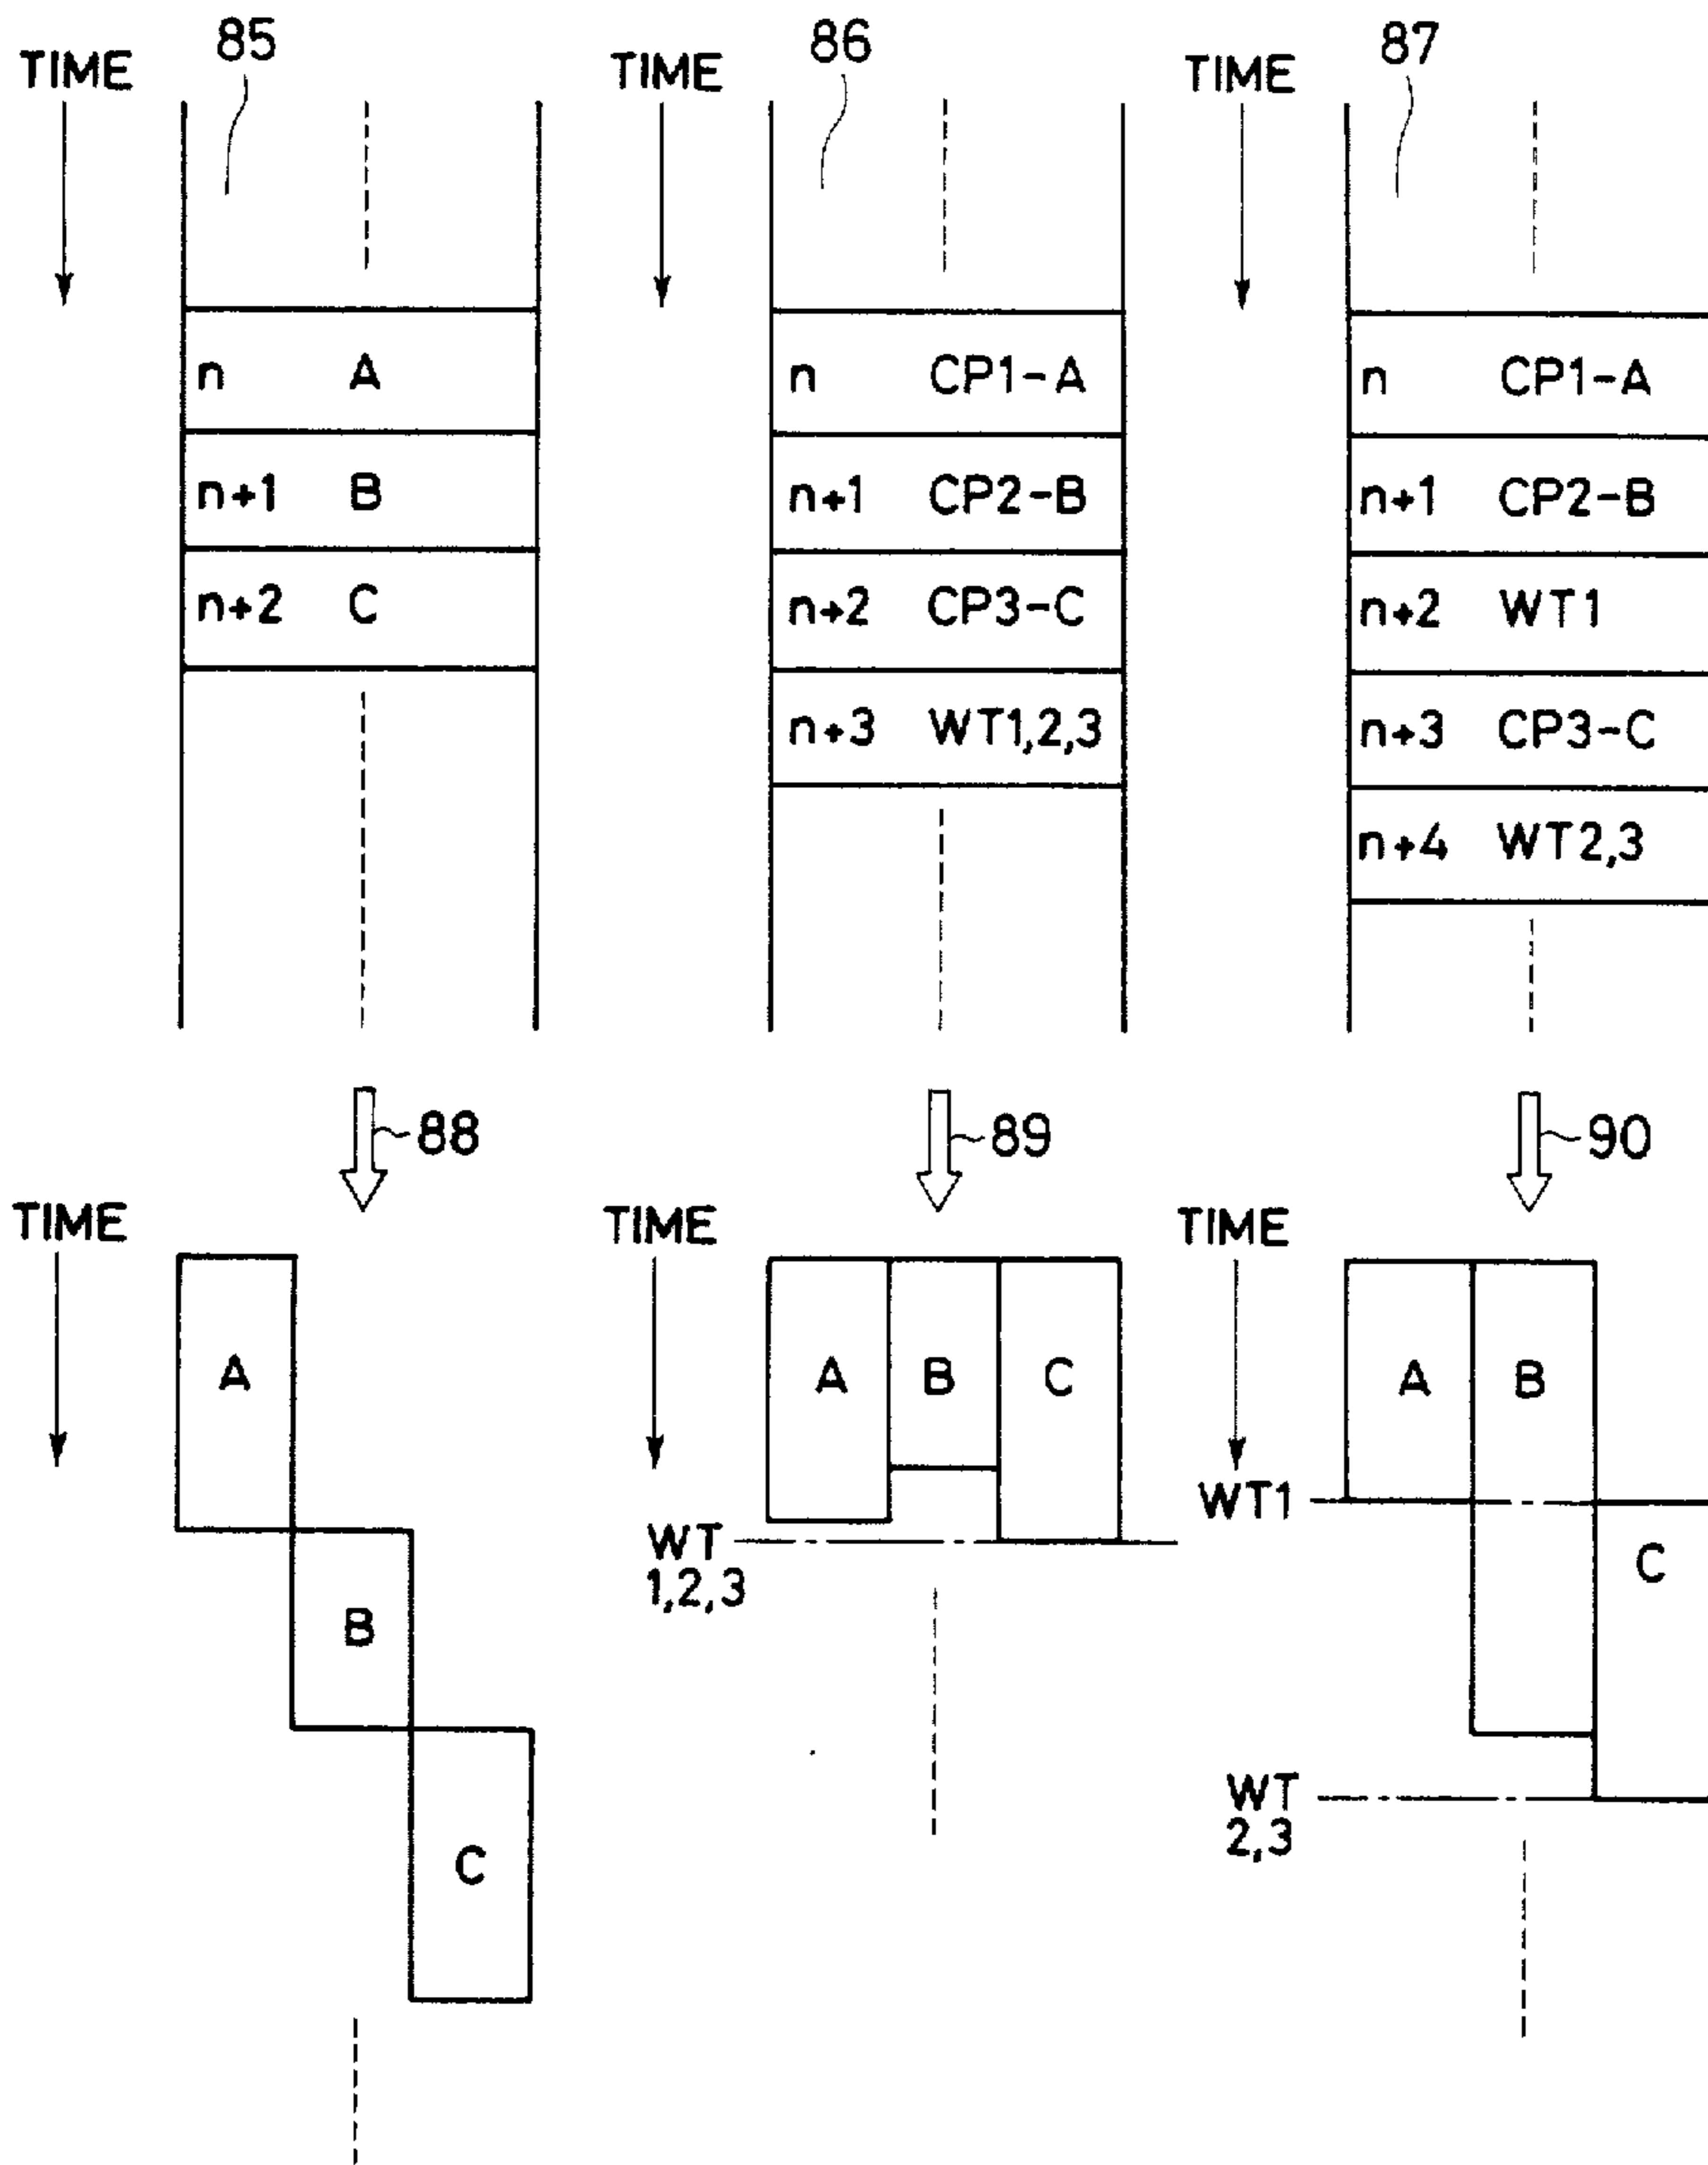 85
TIME
n A
n+1 B
n+2 C
88
TIME
A
B
C
86
TIME
n CP1-A
n+1 CP2-B
n+2 CP3-C
n+3 WT1,2,3
89
TIME
A B C
WT
1,2,3
87
TIME
n CP1-A
n+1 CP2-B
n+2 WT1
n+3 CP3-C
n+4 WT2,3
90
TIME
A B
WT1
C
WT
2,3